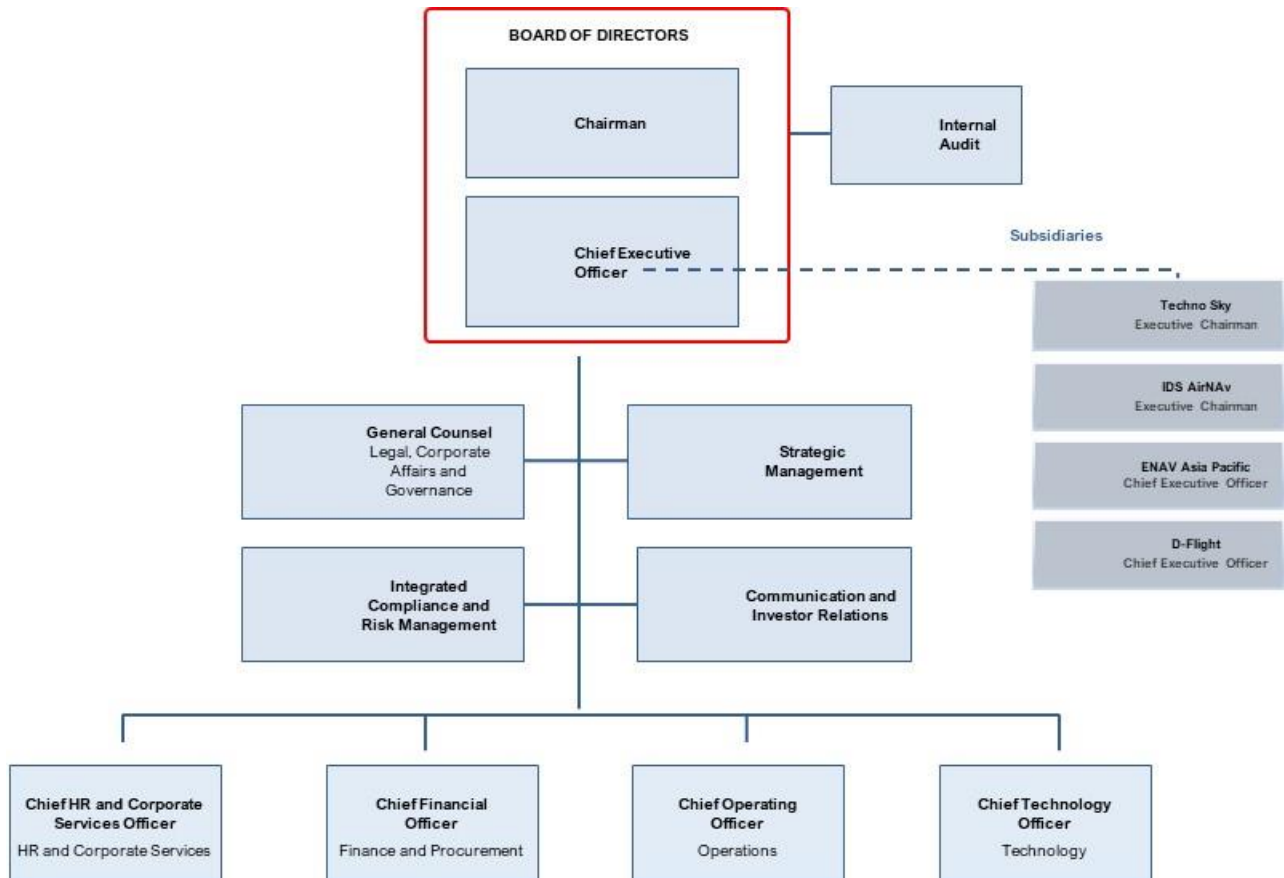 BOARD OF DIRECTORS
Chairman
Internal
Audit
Chief Executive
Officer
Subsidiaries
Techno Sky
Executive Chairman
IDS AirNAv
Executive Chairman
ENAV Asia Pacific
Chief Executive Officer
D-Flight
Chief Executive Officer
General Counsel
Legal, Corporate
Affairs and
Governance
Strategic
Management
Integrated
Compliance and
Risk Management
Communication and
Investor Relations
Chief HR and Corporate
Services Officer
HR and Corporate Services
Chief Financial
Officer
Finance and Procurement
Chief Operating
Officer
Operations
Chief Technology
Officer
Technology